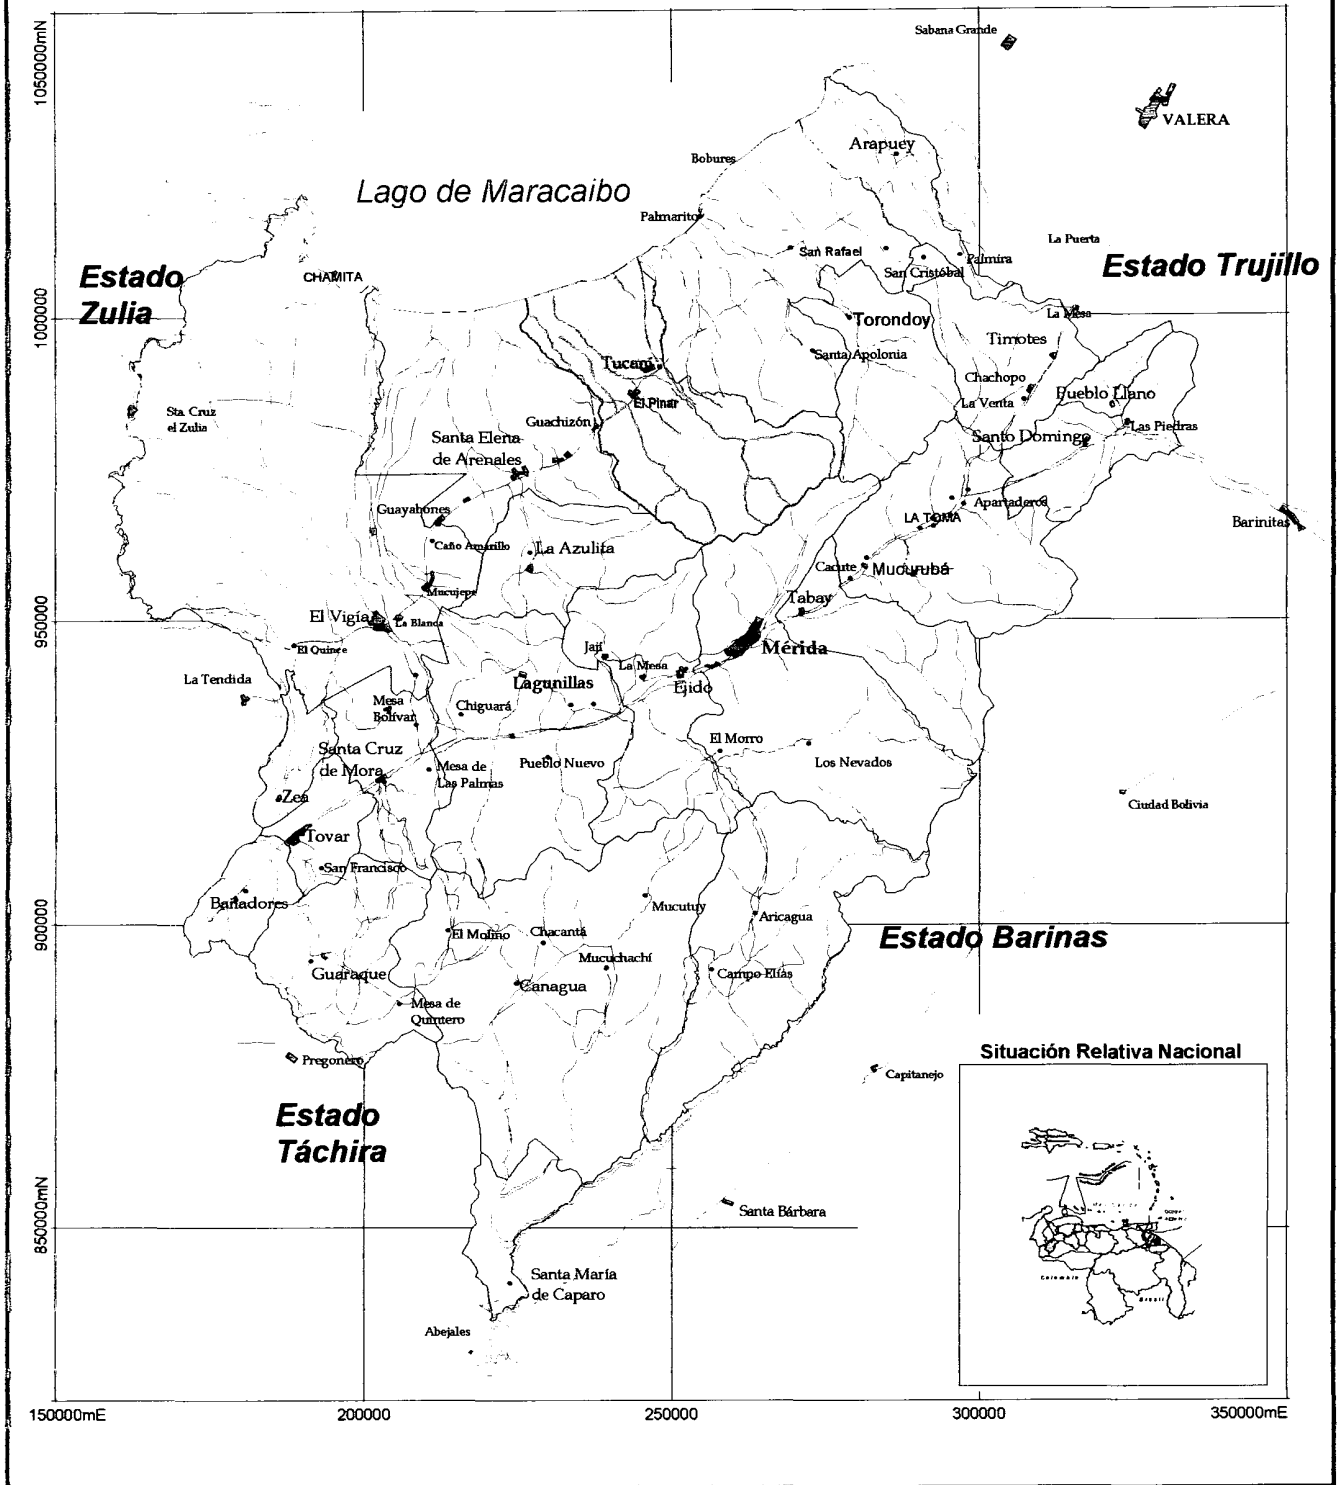 Sabana Grande
1050000mN
VALERA
Arapuey
Bobures
Lago de Maracaibo
Palmarito
La Puerta
San Rafael
Palmira
San Cristóbal
Estado Trujillo
Estado
Zulia
CHAMITA
1000000
La Mesa
Torondoy
Timotes
Santa Apolonia
Tucaní
Chachopo
Pueblo Llano
La Venta
El Pinar
Sta. Cruz
el Zulia
Guachizón
Las Piedras
Santa Elena
de Arenales
Santo Domingo
Apartaderos
Guayabones
LA TOMA
Barinitas
Caño Amarillo
La Azulita
Cacute
Mucurubá
Mucujepe
Tabay
El Vigía
La Blanca
950000
El Quince
Jají
Mérida
La Mesa
La Tendida
Lagunillas
Ejido
Mesa
Bolívar
Chiguará
El Morro
Santa Cruz
de Mora
Mesa de
Las Palmas
Pueblo Nuevo
Los Nevados
Zea
Ciudad Bolivia
Tovar
San Francisco
Bailadores
Mucutuy
Aricagua
900000
El Molino
Chacantá
Estado Barinas
Mucuchachí
Guaraque
Campo Elías
Canagua
Mesa de
Quintero
Pregonero
Situación Relativa Nacional
Capitanejo
Estado
Táchira
Santa Bárbara
850000mN
Santa María
de Caparo
Colombia
Brasil
Abejales
150000mE
200000
250000
300000
350000mE